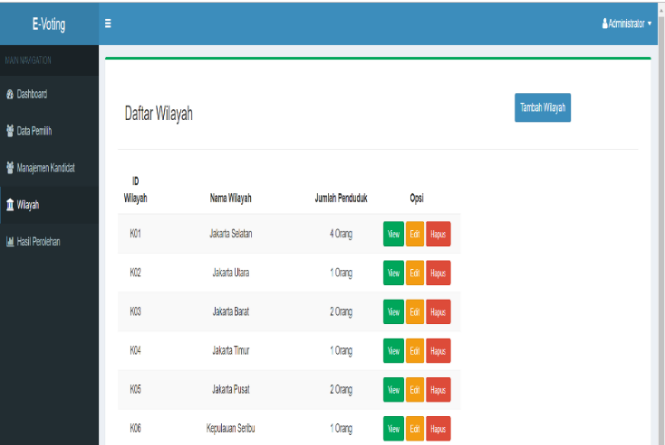 E-Voting
Administrator
MAIN NAVIGATION
Dashboard
Data Pemilih
Manajemen Kandidat
Wilayah
Hasil Perolehan
Daftar Wilayah
Tambah Wilayah
ID Wilayah Nama Wilayah Jumlah Penduduk Opsi
K01 Jakarta Selatan 4 Orang View Edit Hapus
K02 Jakarta Utara 1 Orang View Edit Hapus
K03 Jakarta Barat 2 Orang View Edit Hapus
K04 Jakarta Timur 1 Orang View Edit Hapus
K05 Jakarta Pusat 2 Orang View Edit Hapus
K06 Kepulauan Seribu 1 Orang View Edit Hapus